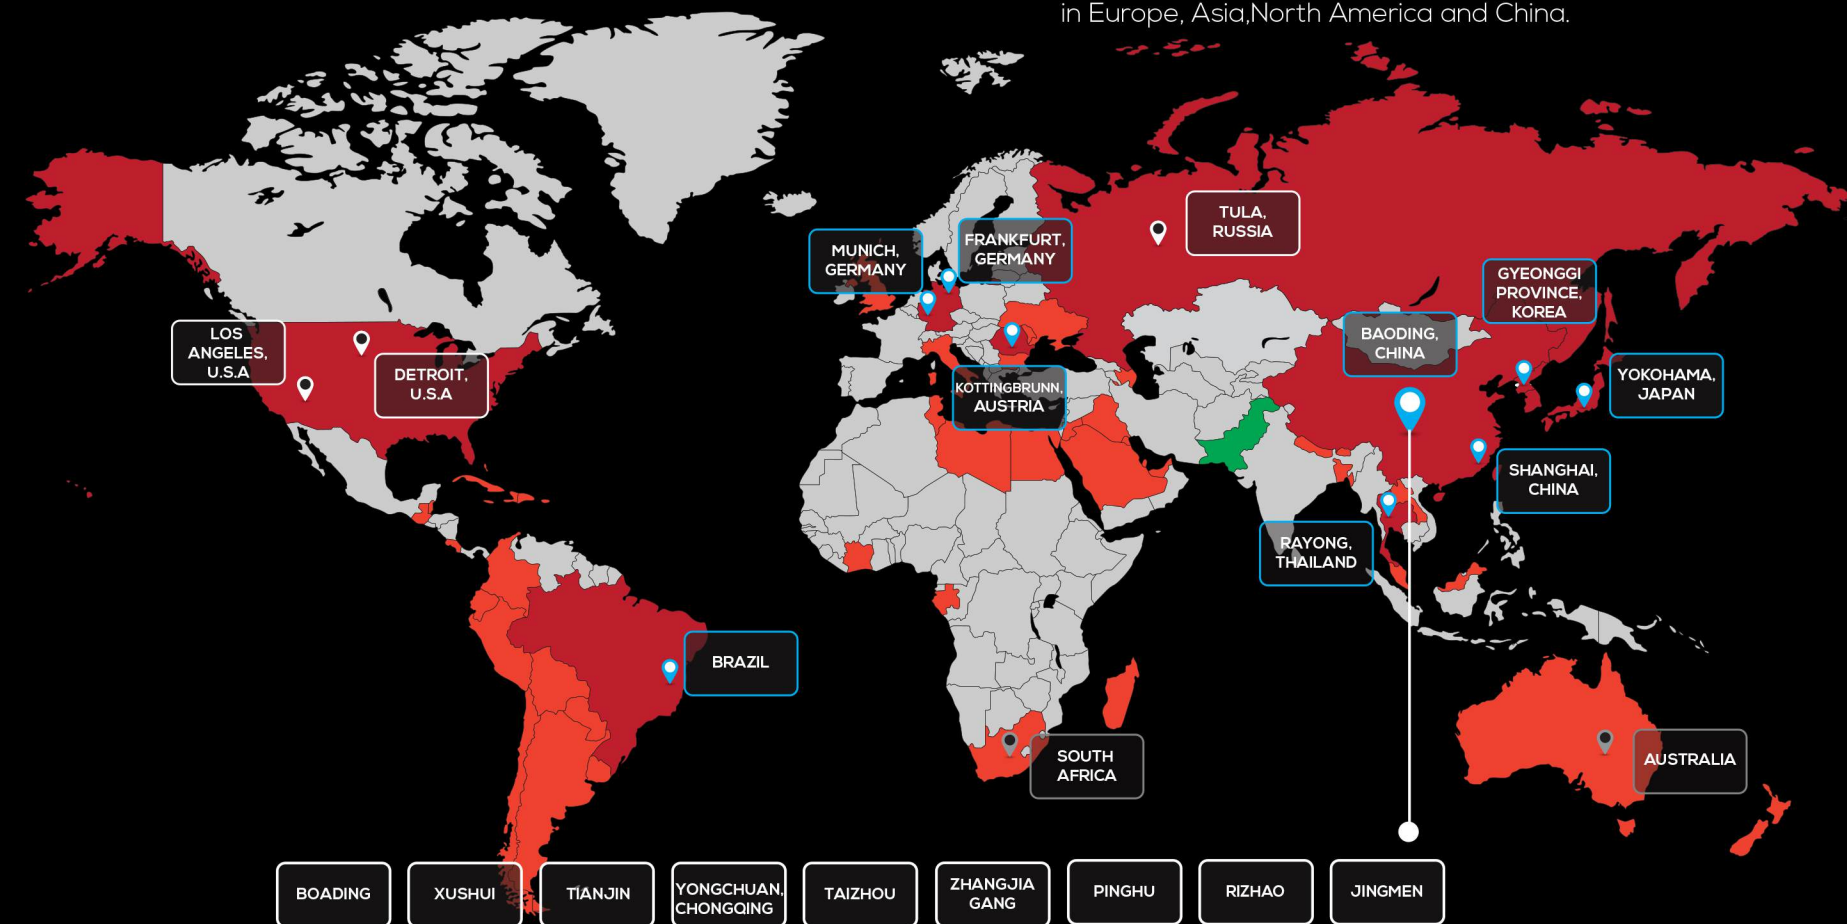 in Europe, Asia,North America and China.
TULA,
RUSSIA
MUNICH,
GERMANY
FRANKFURT,
GERMANY
GYEONGGI
PROVINCE,
KOREA
LOS
ANGELES,
U.S.A
DETROIT,
U.S.A
BAODING,
CHINA
KOTTINGBRUNN,
AUSTRIA
YOKOHAMA,
JAPAN
SHANGHAI,
CHINA
RAYONG,
THAILAND
BRAZIL
SOUTH
AFRICA
AUSTRALIA
BOADING
XUSHUI
TIANJIN
YONGCHUAN,
CHONGQING
TAIZHOU
ZHANGJIA
GANG
PINGHU
RIZHAO
JINGMEN